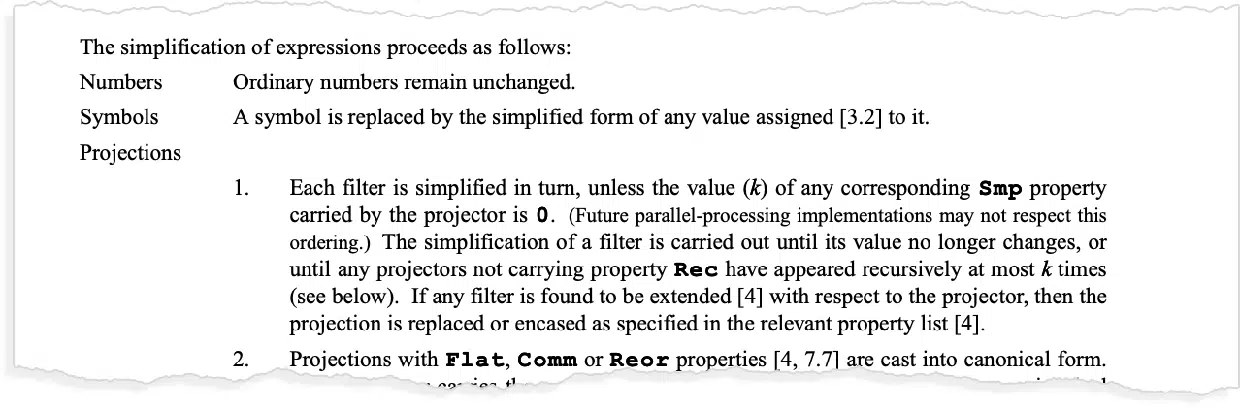 The simplification of expressions proceeds as follows:
Numbers Ordinary numbers remain unchanged.
Symbols A symbol is replaced by the simplified form of any value assigned [3.2] to it.
Projections
1. Each filter is simplified in turn, unless the value (k) of any corresponding Smp property
carried by the projector is 0. (Future parallel-processing implementations may not respect this
ordering.) The simplification of a filter is carried out until its value no longer changes, or
until any projectors not carrying property Rec have appeared recursively at most k times
(see below). If any filter is found to be extended [4] with respect to the projector, then the
projection is replaced or encased as specified in the relevant property list [4].
2. Projections with Flat, Comm or Reor properties [4, 7.7] are cast into canonical form.